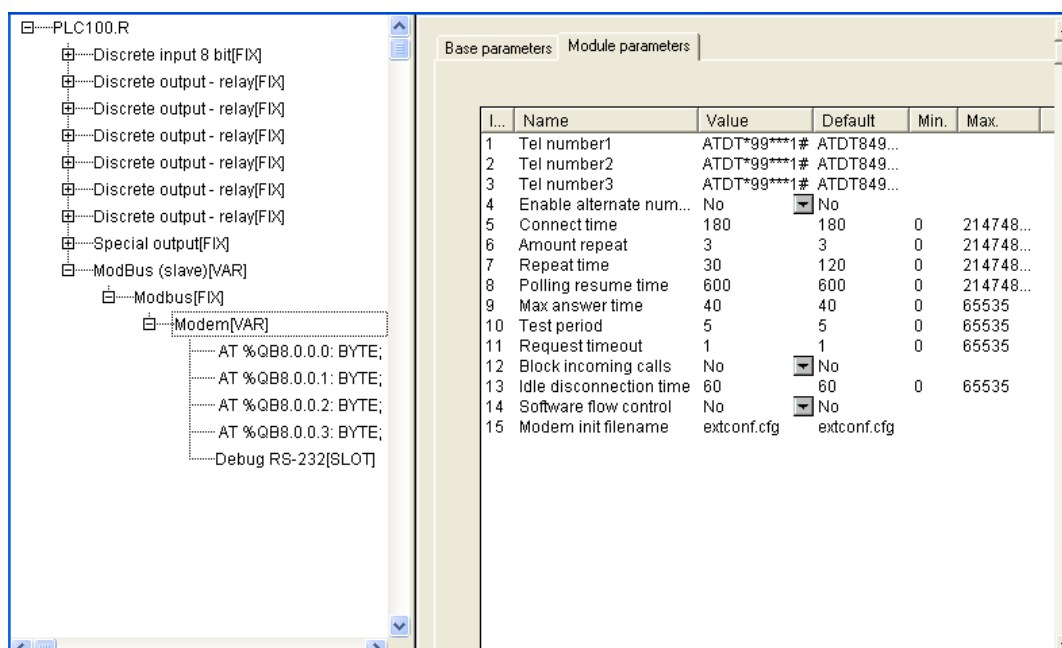 PLC100.R
Discrete input 8 bit[FIX]
Discrete output - relay[FIX]
Discrete output - relay[FIX]
Discrete output - relay[FIX]
Discrete output - relay[FIX]
Discrete output - relay[FIX]
Discrete output - relay[FIX]
Special output[FIX]
ModBus (slave)[VAR]
Modbus[FIX]
Modem[VAR]
AT %QB8.0.0.0: BYTE;
AT %QB8.0.0.1: BYTE;
AT %QB8.0.0.2: BYTE;
AT %QB8.0.0.3: BYTE;
Debug RS-232[SLOT]
Base parameters Module parameters
I... Name Value Default Min. Max.
1 Tel number1 ATDT*99***1# ATDT849...
2 Tel number2 ATDT*99***1# ATDT849...
3 Tel number3 ATDT*99***1# ATDT849...
4 Enable alternate num... No No
5 Connect time 180 180 0 214748...
6 Amount repeat 3 3 0 214748...
7 Repeat time 30 120 0 214748...
8 Polling resume time 600 600 0 214748...
9 Max answer time 40 40 0 65535
10 Test period 5 5 0 65535
11 Request timeout 1 1 0 65535
12 Block incoming calls No No
13 Idle disconnection time 60 60 0 65535
14 Software flow control No No
15 Modem init filename extconf.cfg extconf.cfg